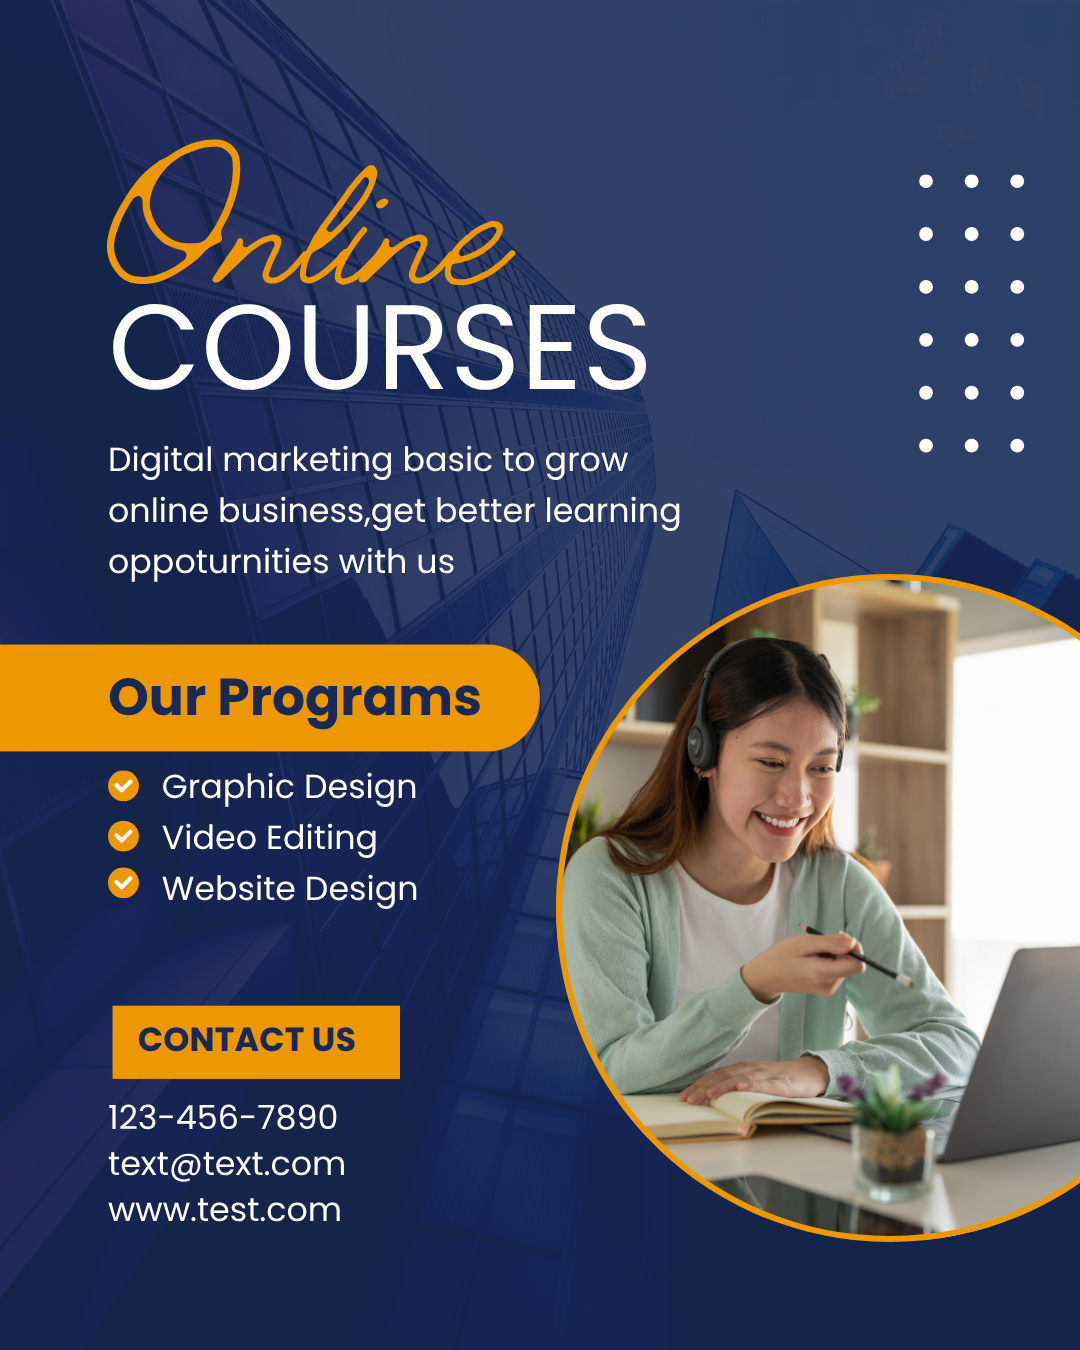 Online
COURSES
Digital marketing basic to grow
online business,get better learning
oppoturnities with us
Our Programs
Graphic Design
Video Editing
Website Design
CONTACT US
123-456-7890
text@text.com
www.test.com